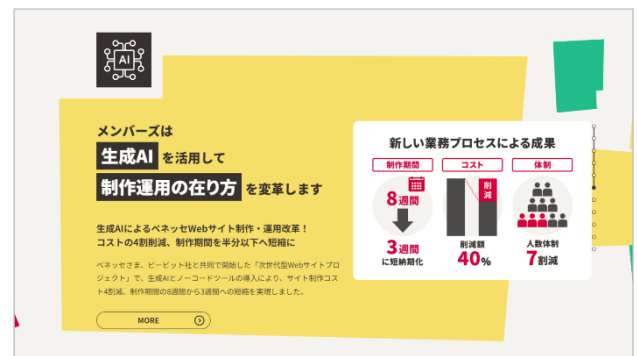 AI
メンバーズは
生成AI を活用して
制作運用の在り方 を変革します
生成AIによるベネッセWebサイト制作・運用改革！
コストの4割削減、制作期間を半分以下へ短縮に
ベネッセさま、ビービット社と共同で開始した「次世代型Webサイトプロ
ジェクト」で、生成AIとノーコードツールの導入により、サイト制作コス
ト4割減、制作期間の8週間から3週間への短縮を実現しました。
MORE
新しい業務プロセスによる成果
制作期間
8週間
3週間
に短納期化
コスト
削減
削減額
40%
体制
人数体制
7割減